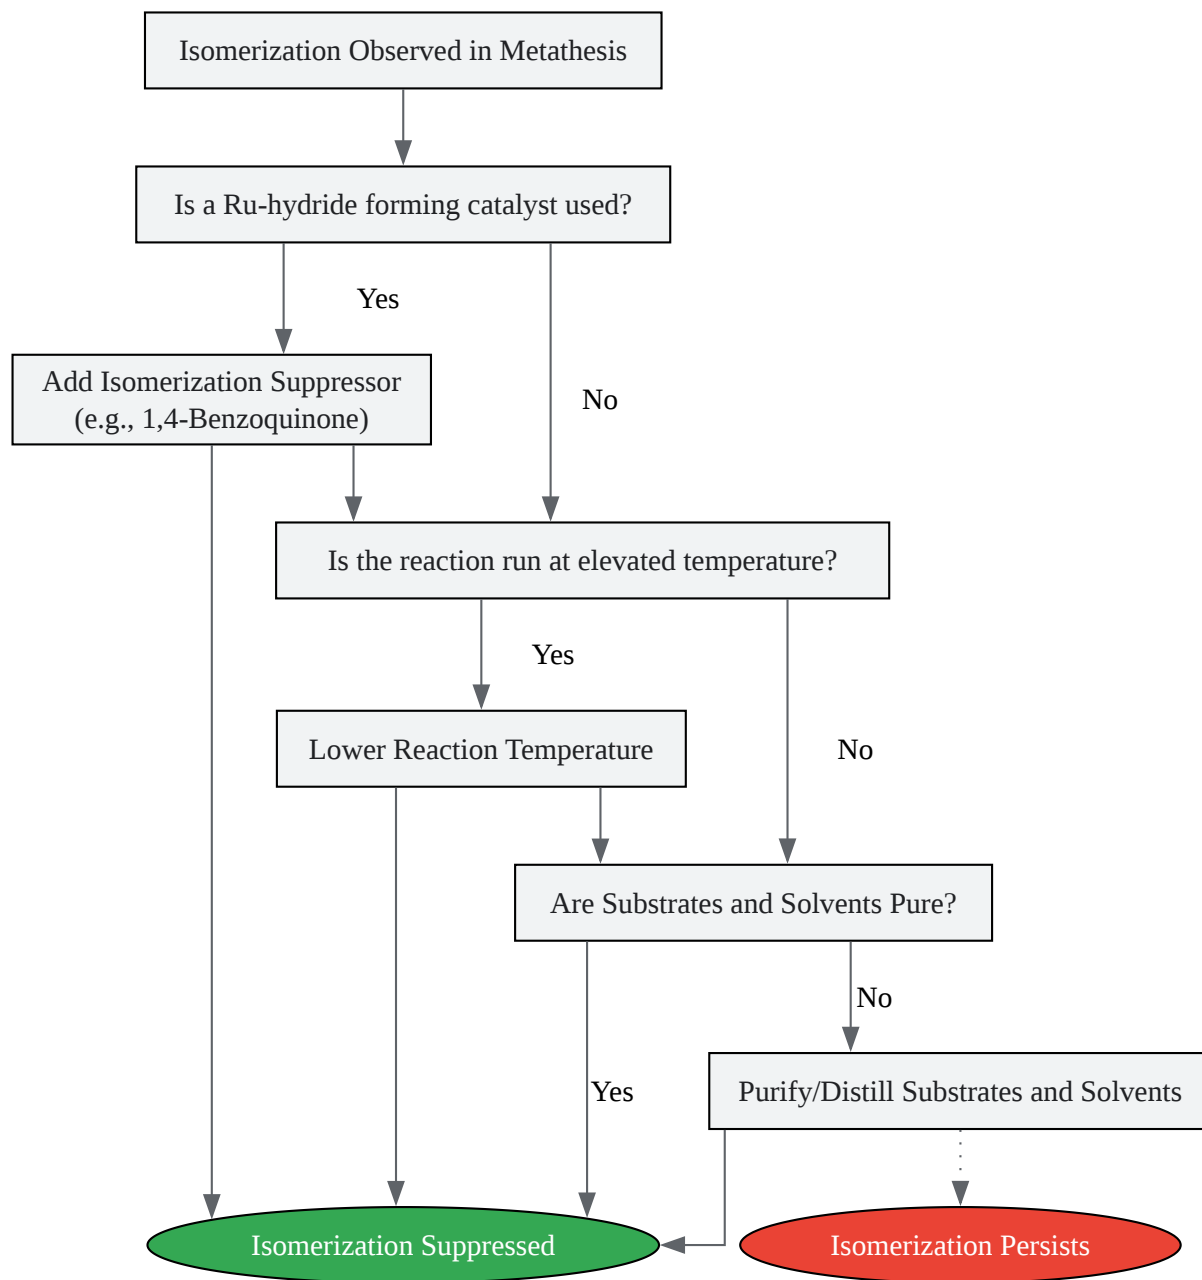 Isomerization Observed in Metathesis
Is a Ru-hydride forming catalyst used?
Yes
Add Isomerization Suppressor
(e.g., 1,4-Benzoquinone)
No
Is the reaction run at elevated temperature?
Yes
Lower Reaction Temperature
No
Are Substrates and Solvents Pure?
No
Yes
Purify/Distill Substrates and Solvents
Isomerization Suppressed
Isomerization Persists